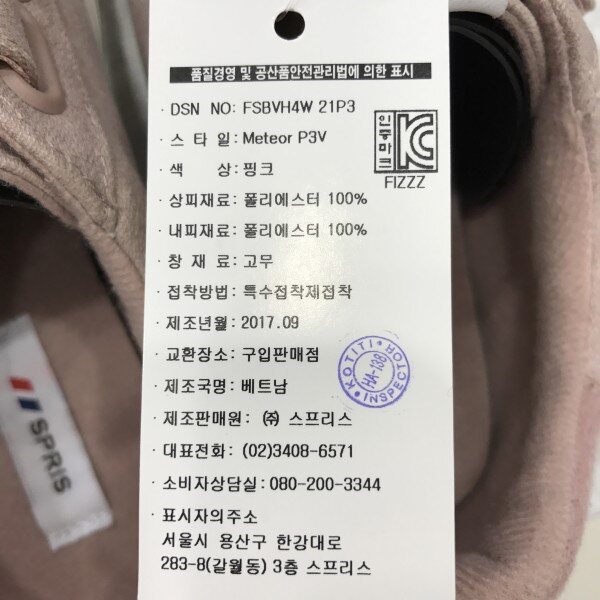 품질경영 및 공산품안전관리법에 의한 표시
· DSN NO: FSBVH4W 21P3
· 스 타 일: Meteor P3V
· 색 상: 핑크
인증마크
KC
FIZZZ
· 상피재료: 폴리에스터 100%
· 내피재료: 폴리에스터 100%
· 창 재 료: 고무
· 접착방법: 특수접착제접착
· 제조년월: 2017.09
· 교환장소: 구입판매점
· 제조국명: 베트남
KOTITI
HA-138
INSPECTOR
· 제조판매원: ㈜ 스프리스
· 대표전화: (02)3408-6571
· 소비자상담실: 080-200-3344
· 표시자의주소
서울시 용산구 한강대로
283-8(갈월동) 3층 스프리스
SPRIS